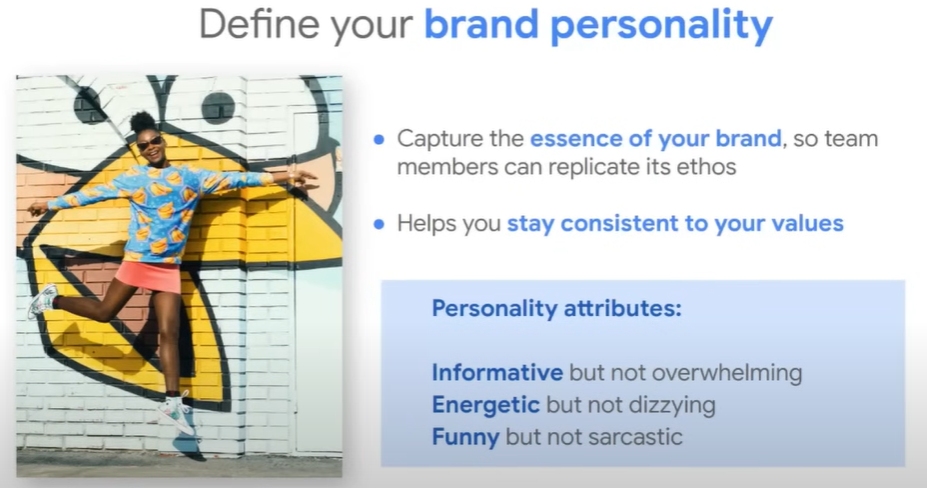 Define your brand personality
• Capture the essence of your brand, so team
members can replicate its ethos
• Helps you stay consistent to your values
Personality attributes:
Informative but not overwhelming
Energetic but not dizzying
Funny but not sarcastic